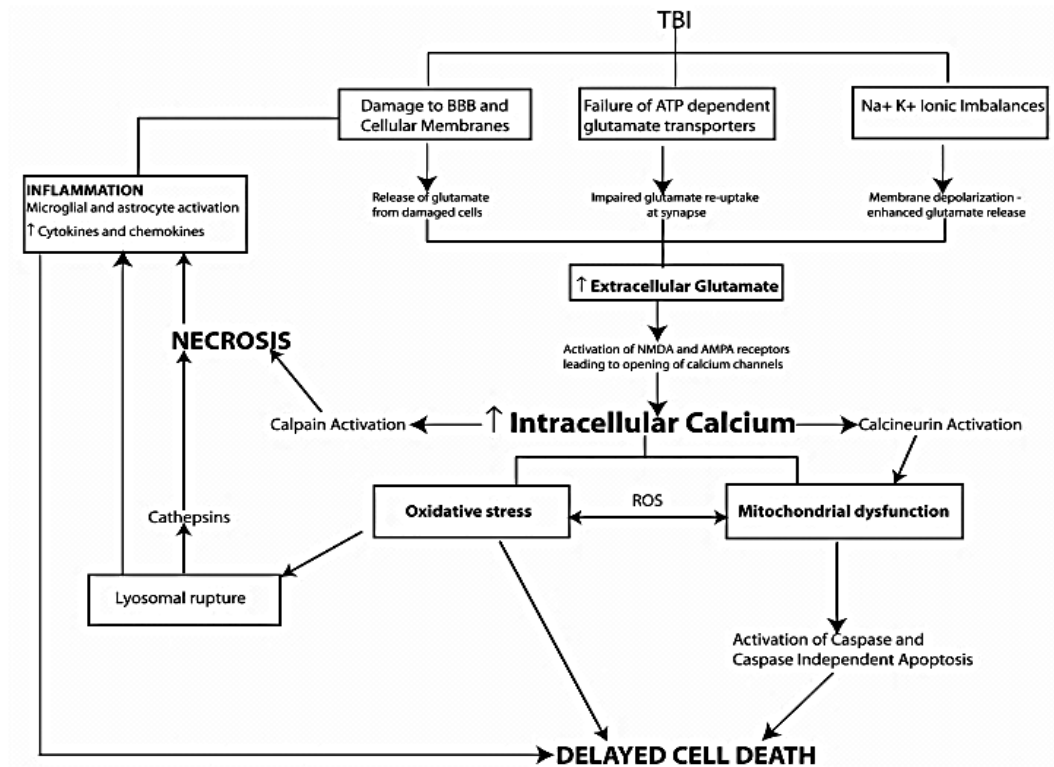 TBI
Damage to BBB and
Cellular Membranes
Failure of ATP dependent
glutamate transporters
Na+ K+ Ionic Imbalances
INFLAMMATION
Microglial and astrocyte activation
↑ Cytokines and chemokines
Release of glutamate
from damaged cells
Impaired glutamate re-uptake
at synapse
Membrane depolarization -
enhanced glutamate release
↑ Extracellular Glutamate
NECROSIS
Activation of NMDA and AMPA receptors
leading to opening of calcium channels
Calpain Activation
↑ Intracellular Calcium
Calcineurin Activation
Cathepsins
Oxidative stress
ROS
Mitochondrial dysfunction
Lyosomal rupture
Activation of Caspase and
Caspase Independent Apoptosis
DELAYED CELL DEATH